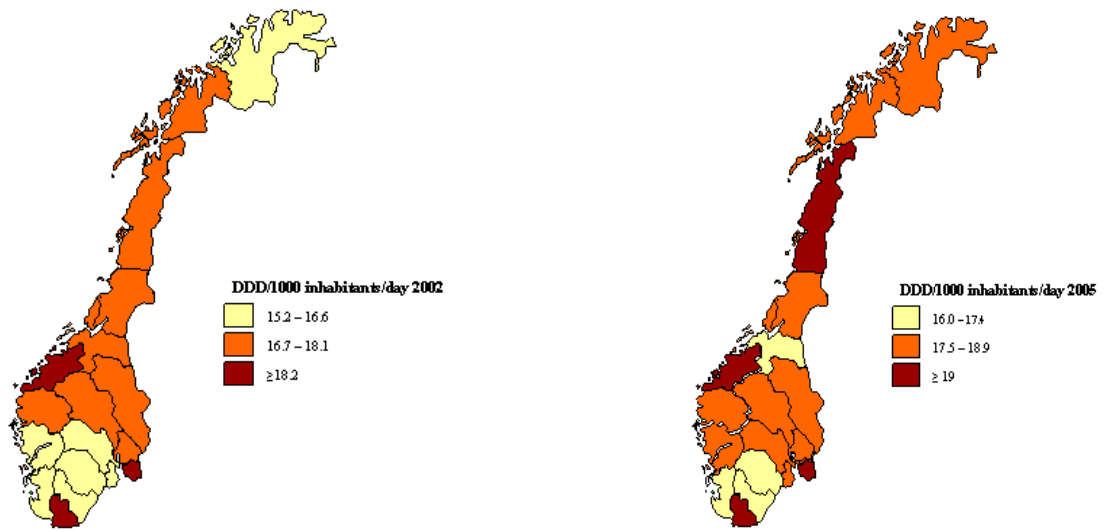 DDD/1000 inhabitants/day 2002
15.2 – 16.6
16.7 – 18.1
≥18.2
DDD/1000 inhabitants/day 2005
16.0 –17.4
17.5 – 18.9
≥ 19